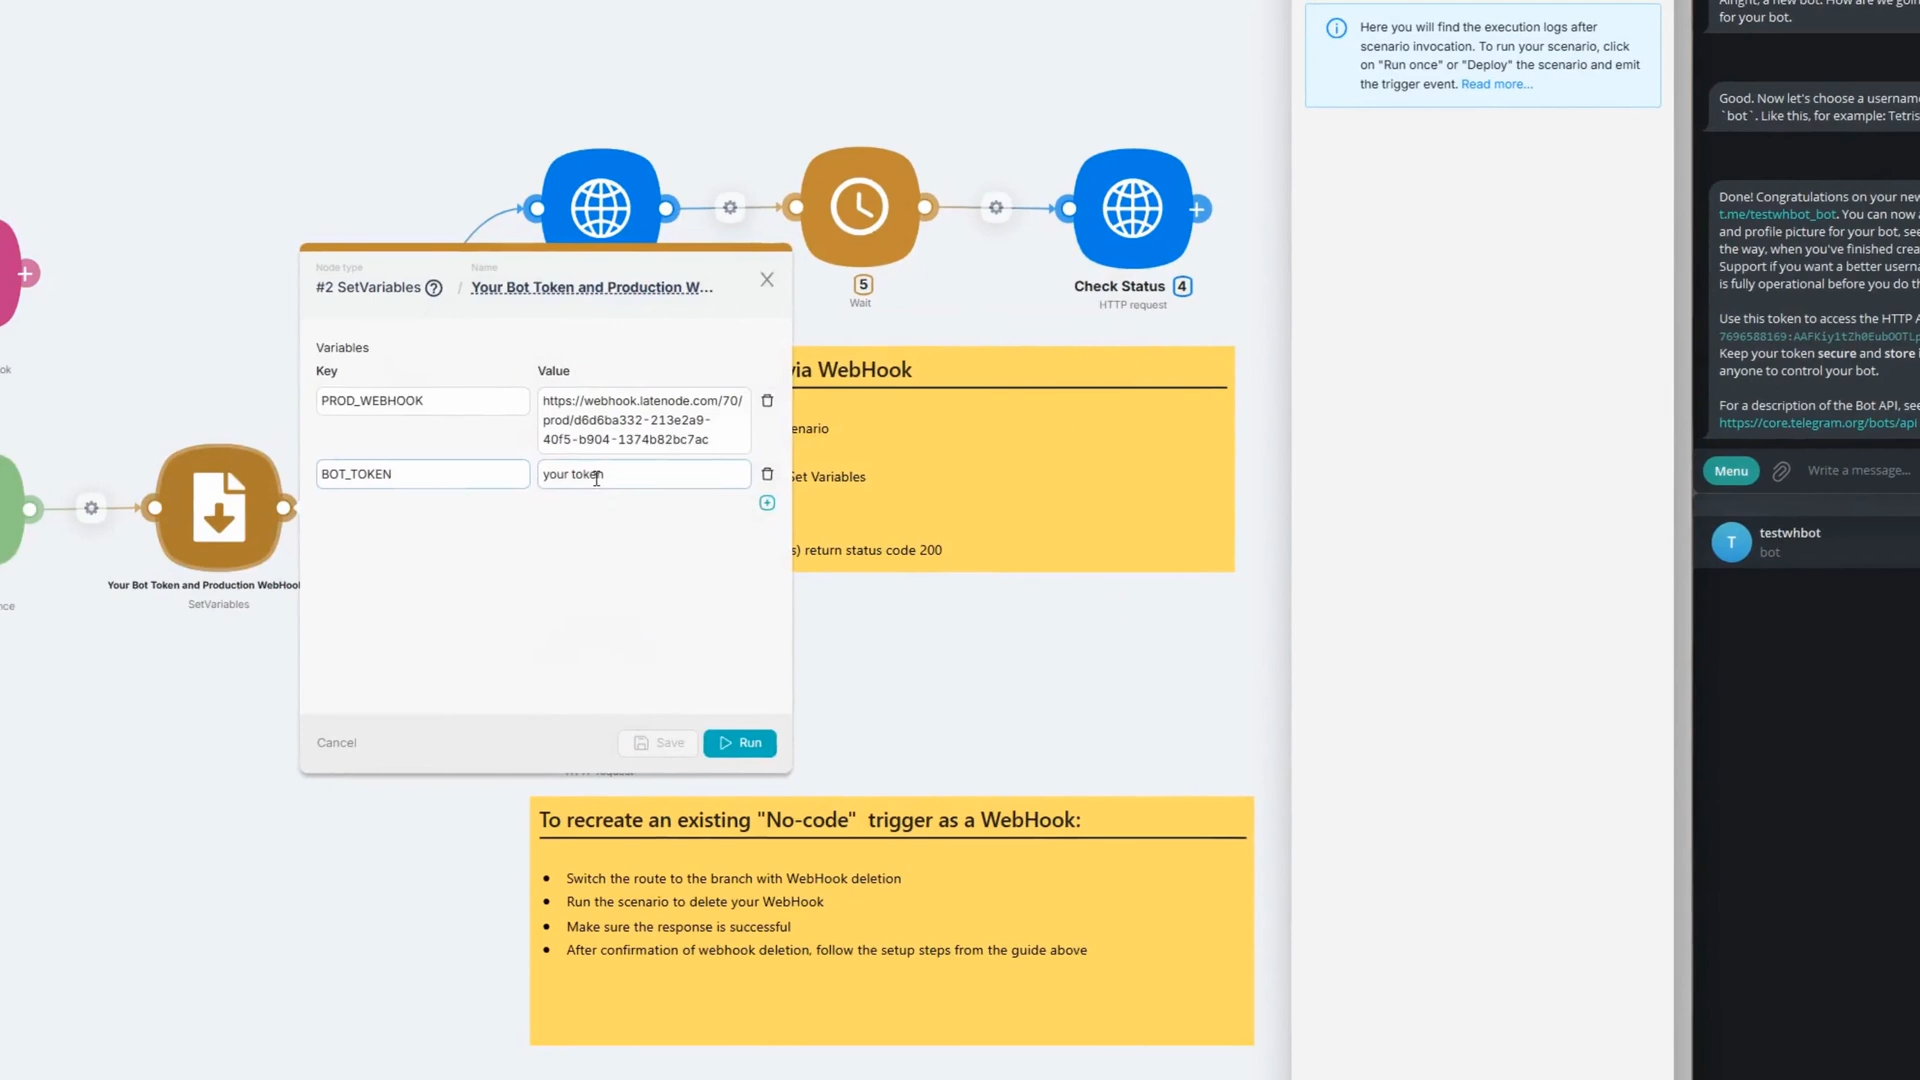 Here you will find the execution logs after
scenario invocation. To run your scenario, click
on "Run once" or "Deploy" the scenario and emit
the trigger event. Read more...
for your bot.
Good. Now let's choose a username
`bot`. Like this, for example: Tetris
Done! Congratulations on your new
t.me/testwhbot_bot. You can now
and profile picture for your bot, see
the way, when you've finished crea
Support if you want a better userna
is fully operational before you do th
Use this token to access the HTTP A
7696588169:AAFKiy1tZh0EubOOTLp
Keep your token secure and store i
anyone to control your bot.
For a description of the Bot API, see
https://core.telegram.org/bots/api
Menu
Write a message...
T
testwhbot
bot
5
Wait
Check Status 4
HTTP request
Node type
Name
#2 SetVariables
/ Your Bot Token and Production W...
Variables
Key
Value
PROD_WEBHOOK
https://webhook.latenode.com/70/
prod/d6d6ba332-213e2a9-
40f5-b904-1374b82bc7ac
BOT_TOKEN
your token
Cancel
Save
Run
via WebHook
enario
Set Variables
s) return status code 200
ok
nce
Your Bot Token and Production WebHool
SetVariables
To recreate an existing "No-code" trigger as a WebHook:
• Switch the route to the branch with WebHook deletion
• Run the scenario to delete your WebHook
• Make sure the response is successful
• After confirmation of webhook deletion, follow the setup steps from the guide above